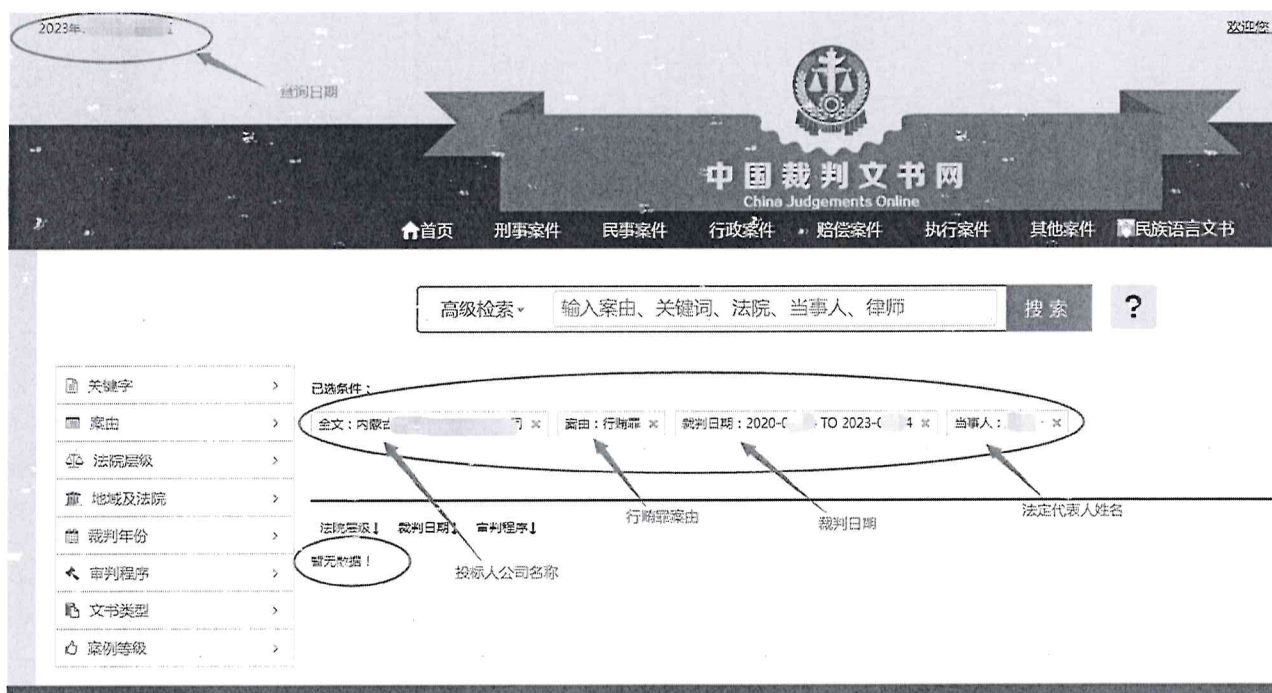 2023年
欢迎您
查询日期
中国裁判文书网
China Judgements Online
首页 刑事案件 民事案件 行政案件 赔偿案件 执行案件 其他案件 民族语言文书
高级检索 输入案由、关键词、法院、当事人、律师 搜索 ?
关键字
已选条件：
案由
全文：内蒙古 案由：行贿罪 裁判日期：2020-0 TO 2023-0 4 当事人：
法院层级
地域及法院
行贿罪案由 裁判日期 法定代表人姓名
裁判年份
法院层级 裁判日期 审判程序
暂无数据！
投标人公司名称
审判程序
文书类型
案例等级